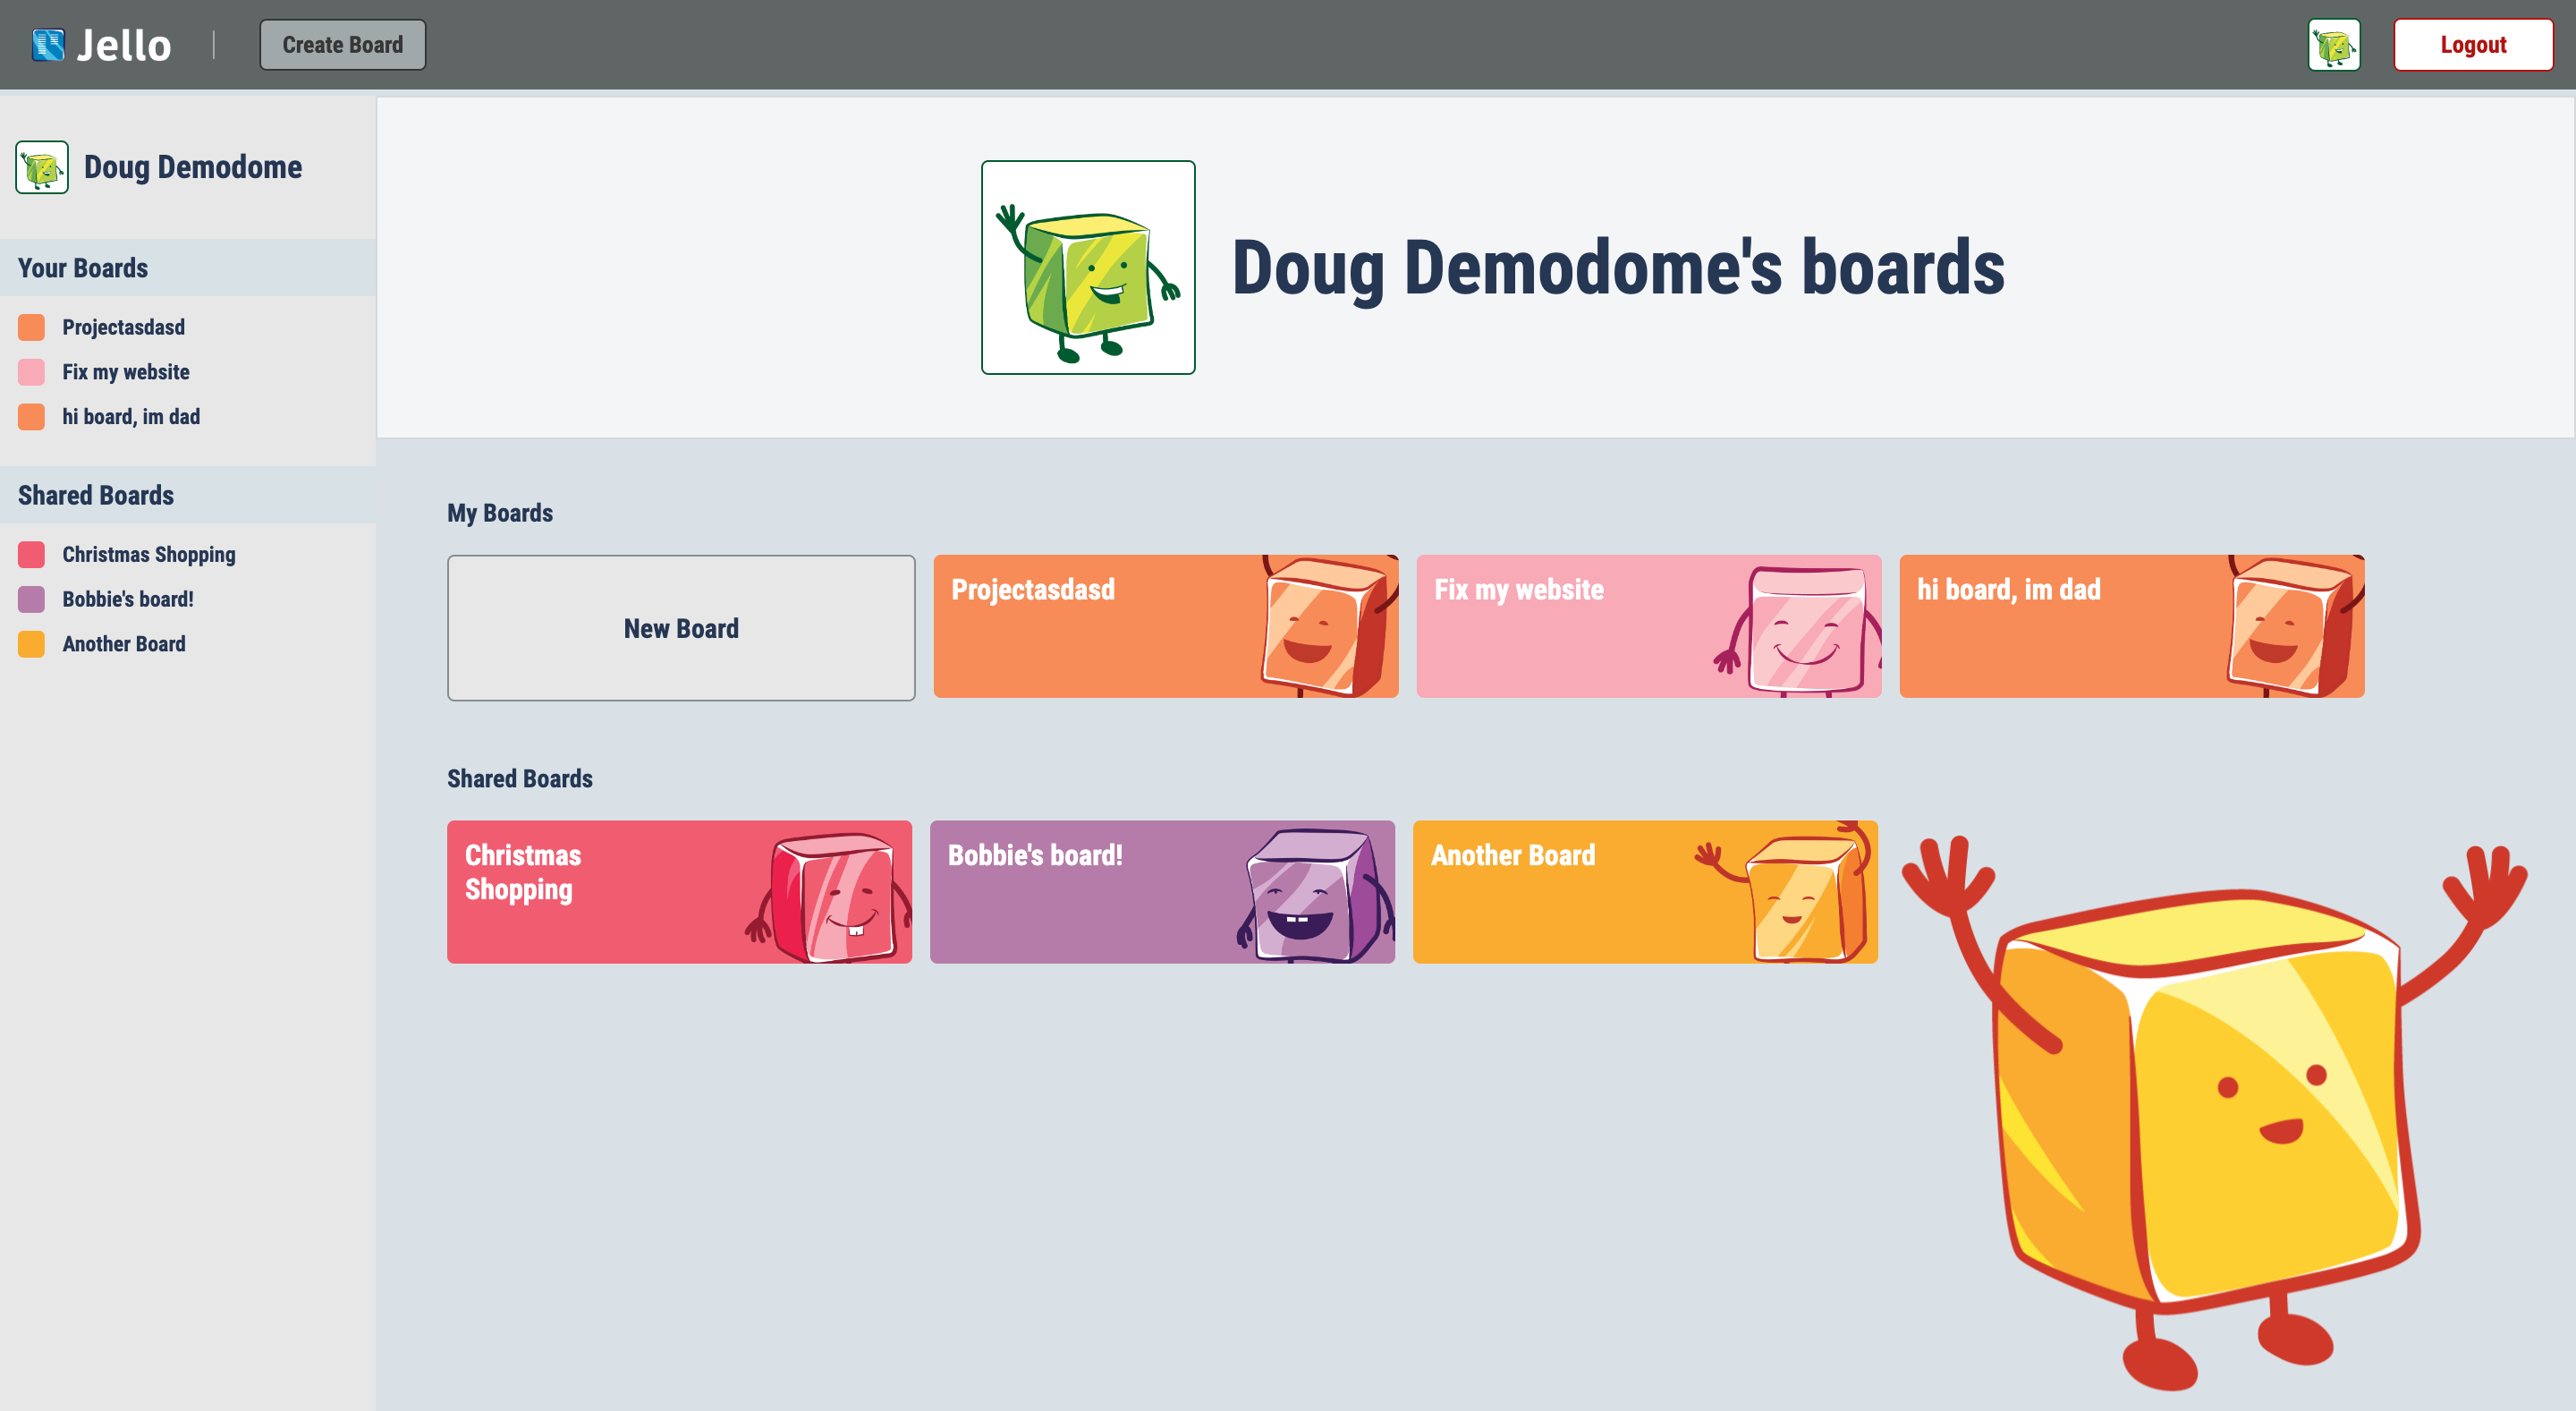 Jello
Create Board
Logout
Doug Demodome
Your Boards
Projectasdasd
Fix my website
hi board, im dad
Shared Boards
Christmas Shopping
Bobbie's board!
Another Board
Doug Demodome's boards
My Boards
New Board
Projectasdasd
Fix my website
hi board, im dad
Shared Boards
Christmas
Shopping
Bobbie's board!
Another Board